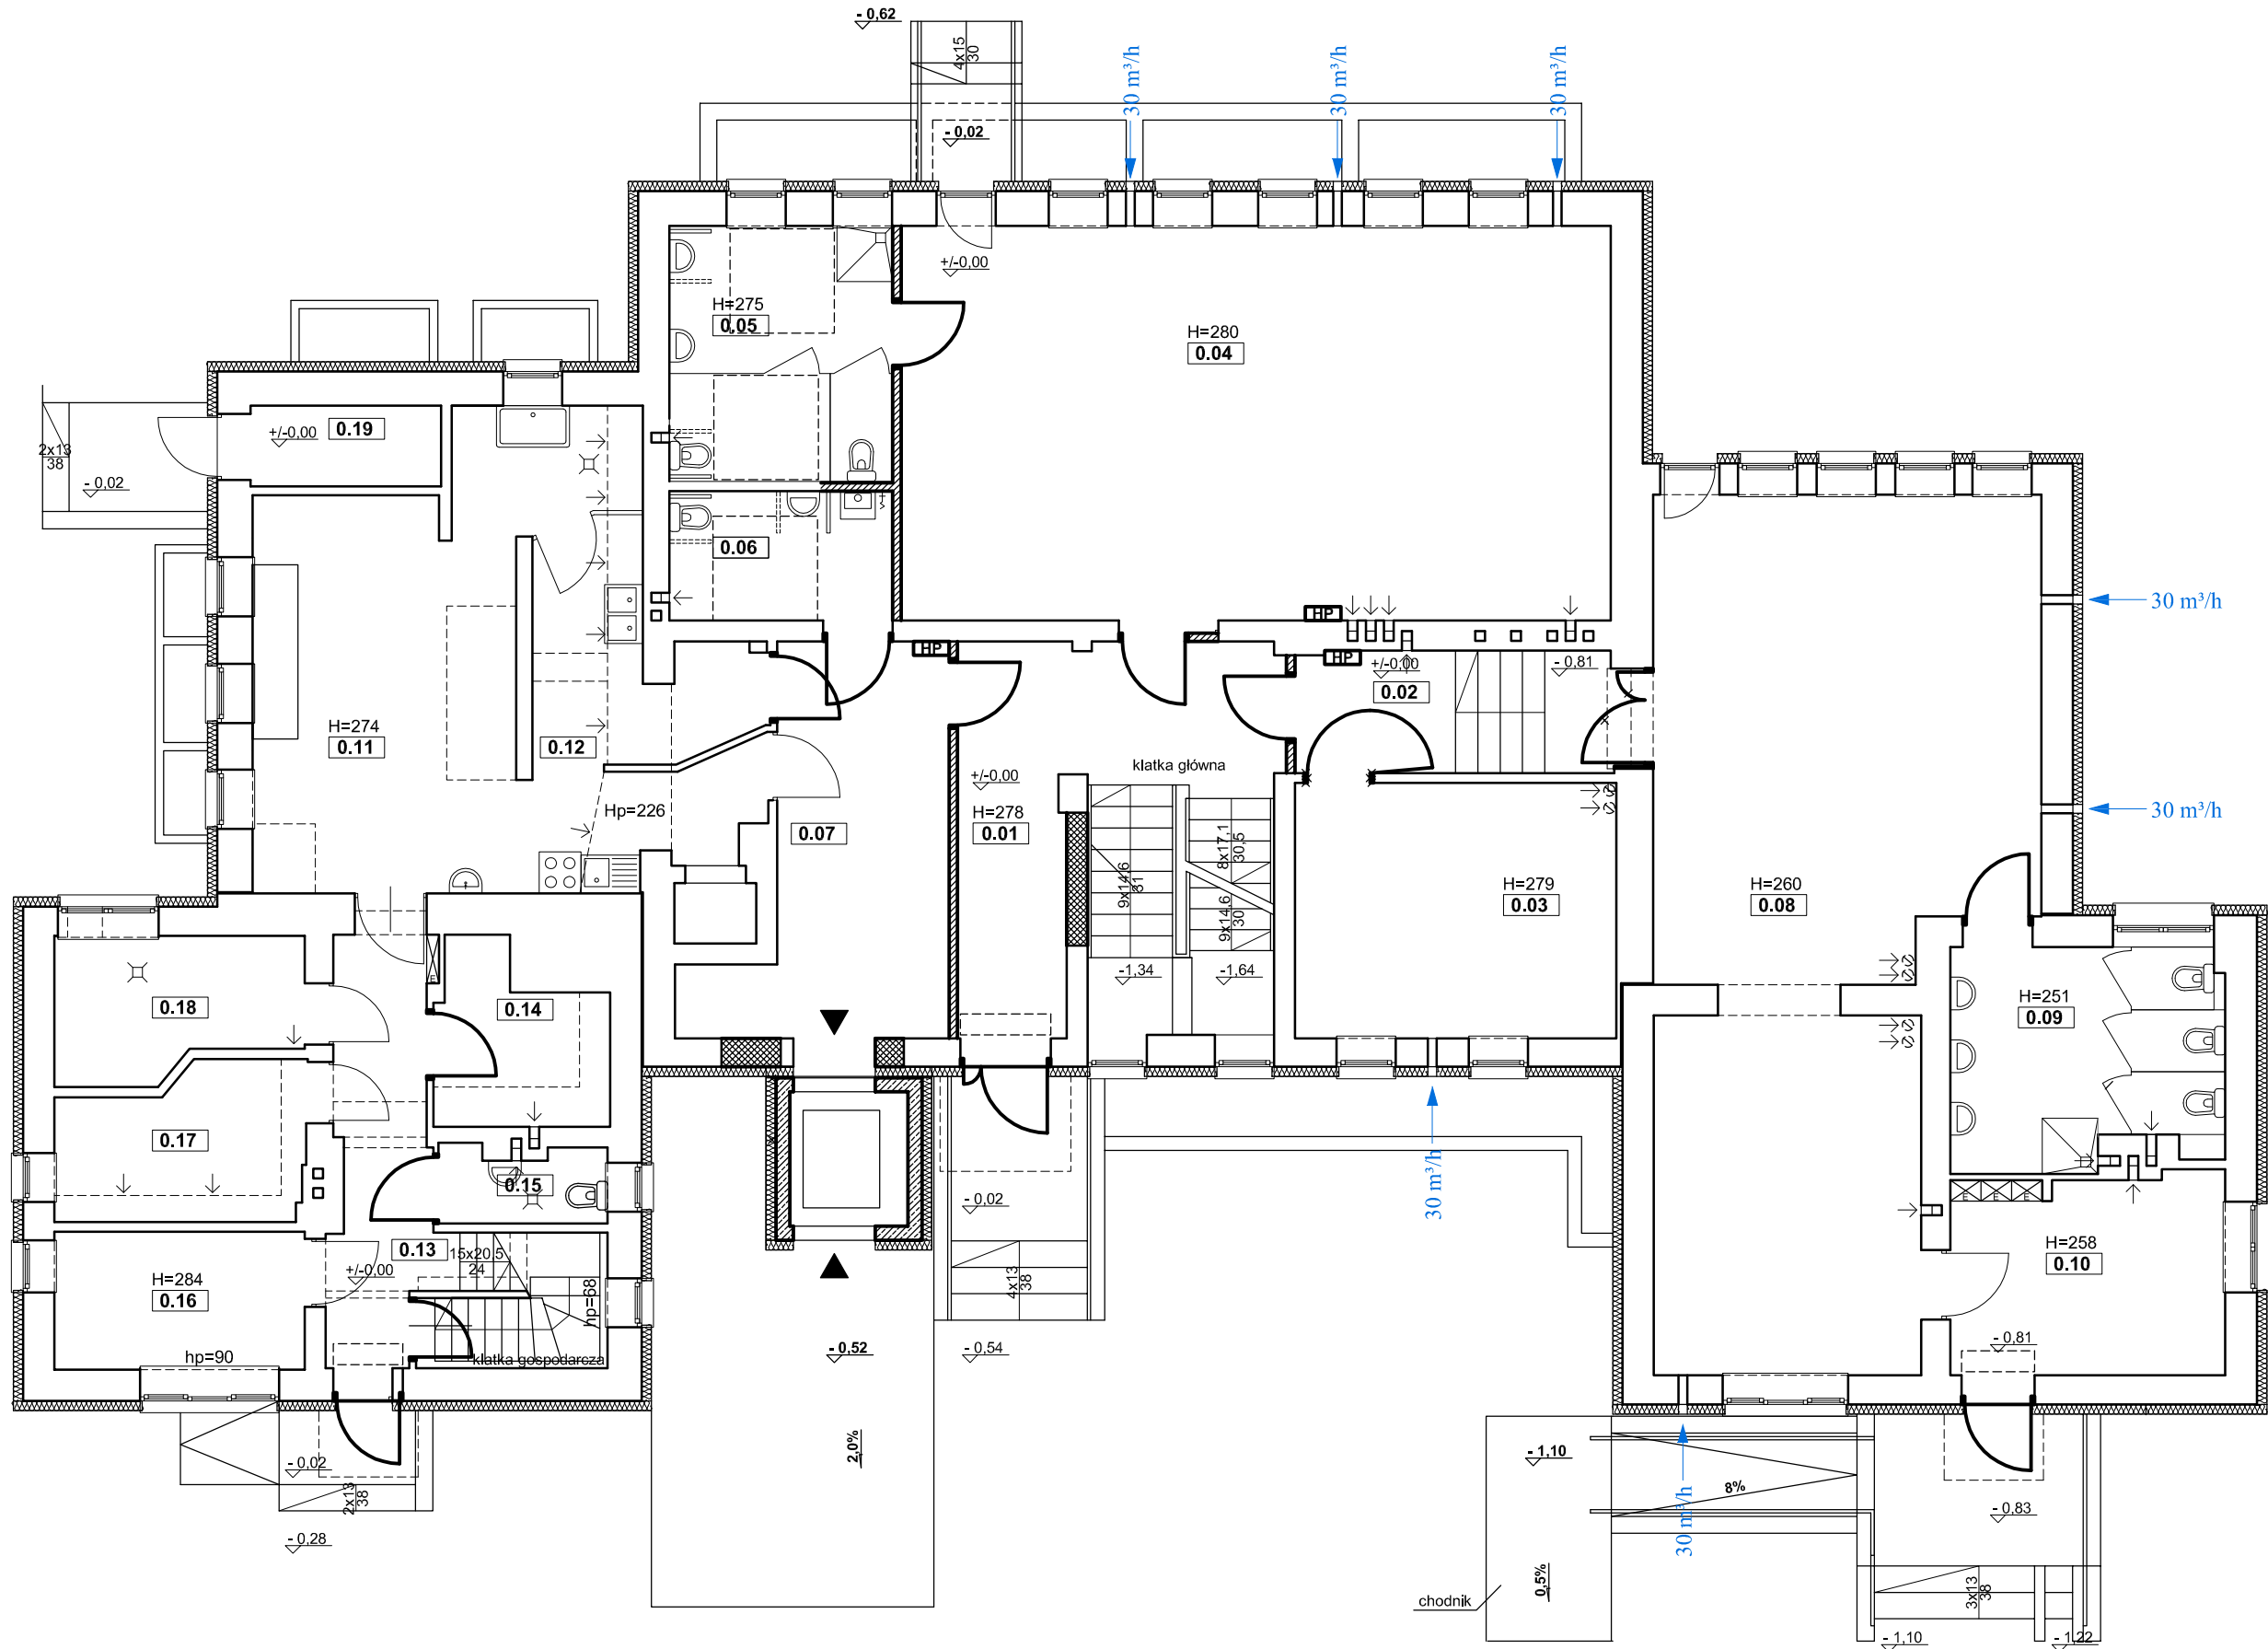 - 0,62
4x15
30
30 m³/h
30 m³/h
30 m³/h
- 0,02
+/-0,00
H=275
0.05
H=280
0.04
+/-0,00
0.19
2x13
38
- 0,02
0.06
30 m³/h
HP
HP
HP
+/-0,00
0.02
- 0,81
H=274
0.11
0.12
klatka główna
+/-0,00
Hp=226
0.07
H=278
0.01
8x17,1
30,5
9x14,6
31
9x14,6
30
30 m³/h
H=279
0.03
H=260
0.08
-1,34
-1,64
E
0.18
0.14
H=251
0.09
0.17
0.15
30 m³/h
- 0,02
E
E
E
0.13
15x20,5
24
+/-0,00
H=284
0.16
hp=68
H=258
0.10
4x13
38
hp=90
klatka gospodarcza
- 0,52
- 0,54
- 0,81
2,0%
- 0,02
2x13
38
- 1,10
8%
30 m³/h
- 0,83
- 0,28
0,5%
chodnik
3x13
38
- 1,10
- 1,22